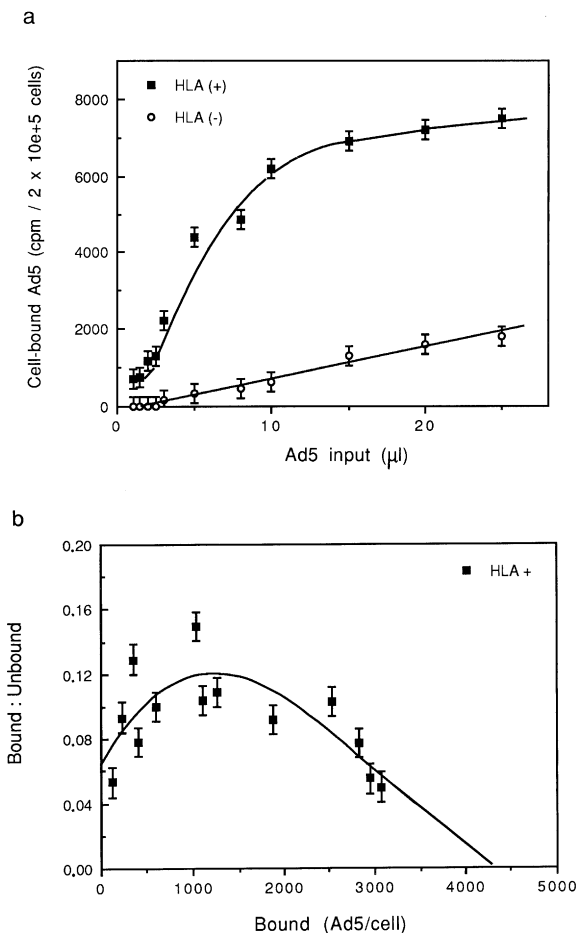 a
Cell-bound Ad5 (cpm / 2 x 10e+5 cells)
8000
6000
4000
2000
0
HLA (+)
HLA (-)
0
10
20
Ad5 input (µl)
b
Bound : Unbound
0.20
0.16
0.12
0.08
0.04
0.00
HLA +
0
1000
2000
3000
4000
5000
Bound (Ad5/cell)